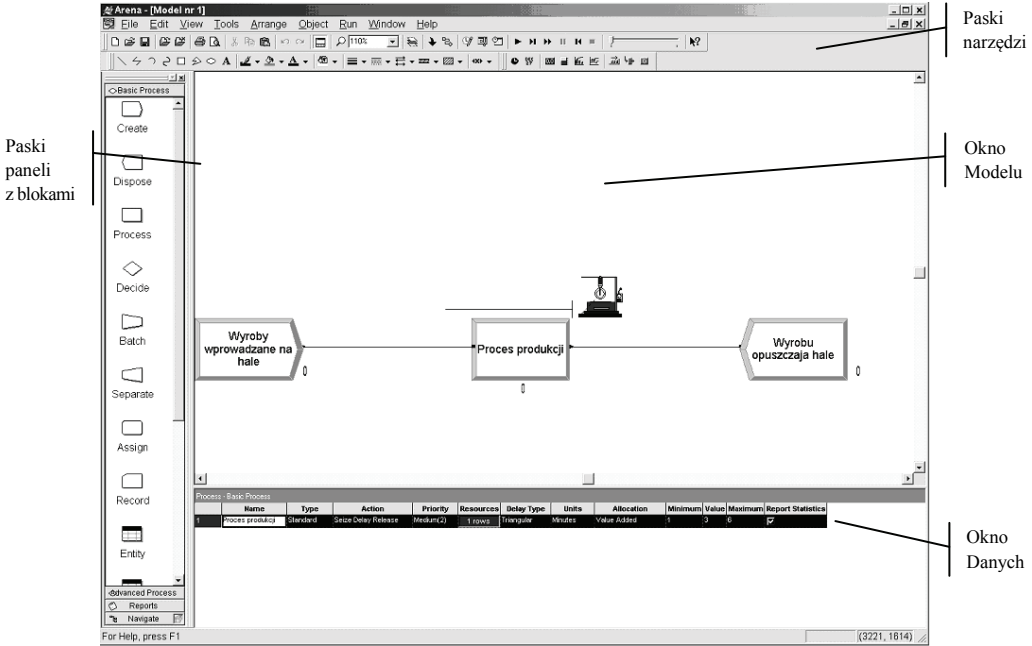 Arena - [Model nr 1]
File Edit View Tools Arrange Object Run Window Help
110%
Paski
narzędzi
Basic Process
Create
Dispose
Process
Decide
Batch
Separate
Assign
Record
Entity
Advanced Process
Reports
Navigate
Paski
paneli
z blokami
Okno
Modelu
Wyroby
wprowadzane na
hale
0
Proces produkcji
0
Wyrobu
opuszczaja hale
0
Process - Basic Process
Name Type Action Priority Resources Delay Type Units Allocation Minimum Value Maximum Report Statistics
1 Proces produkcji Standard Seize Delay Release Medium(2) 1 rows Triangular Minutes Value Added 1 3 6
Okno
Danych
For Help, press F1
(3221, 1614)